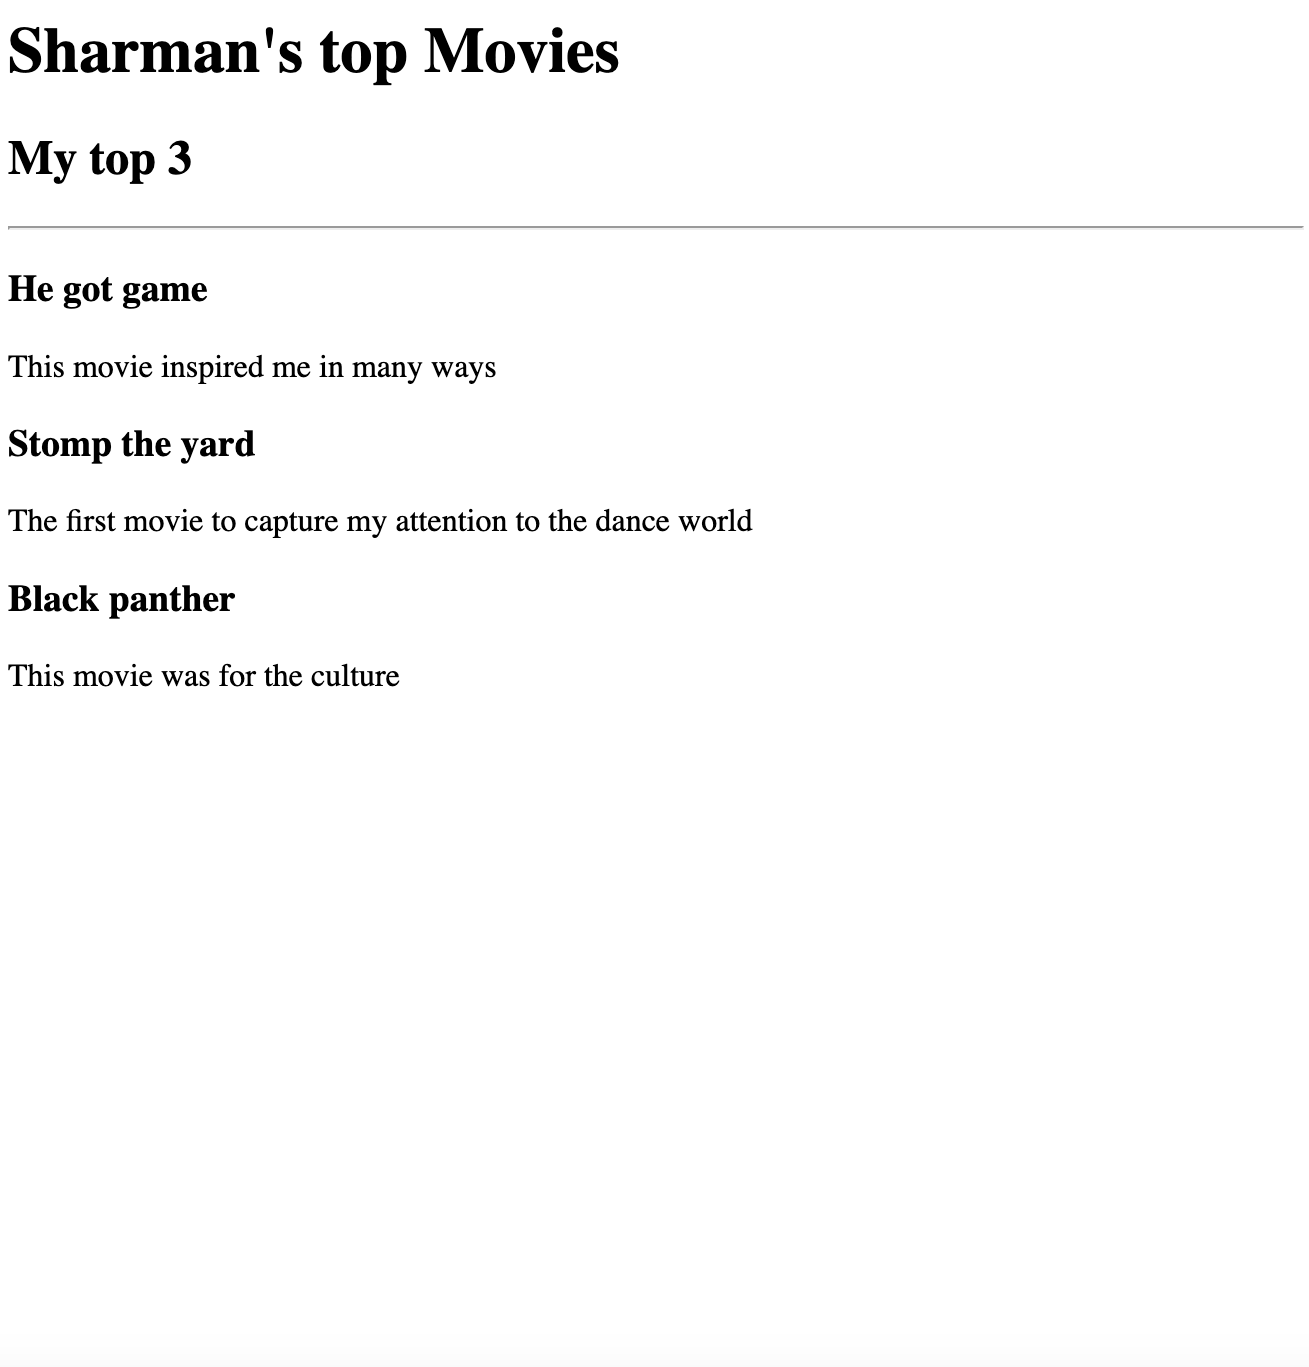 Sharman's top Movies
My top 3
He got game
This movie inspired me in many ways
Stomp the yard
The first movie to capture my attention to the dance world
Black panther
This movie was for the culture